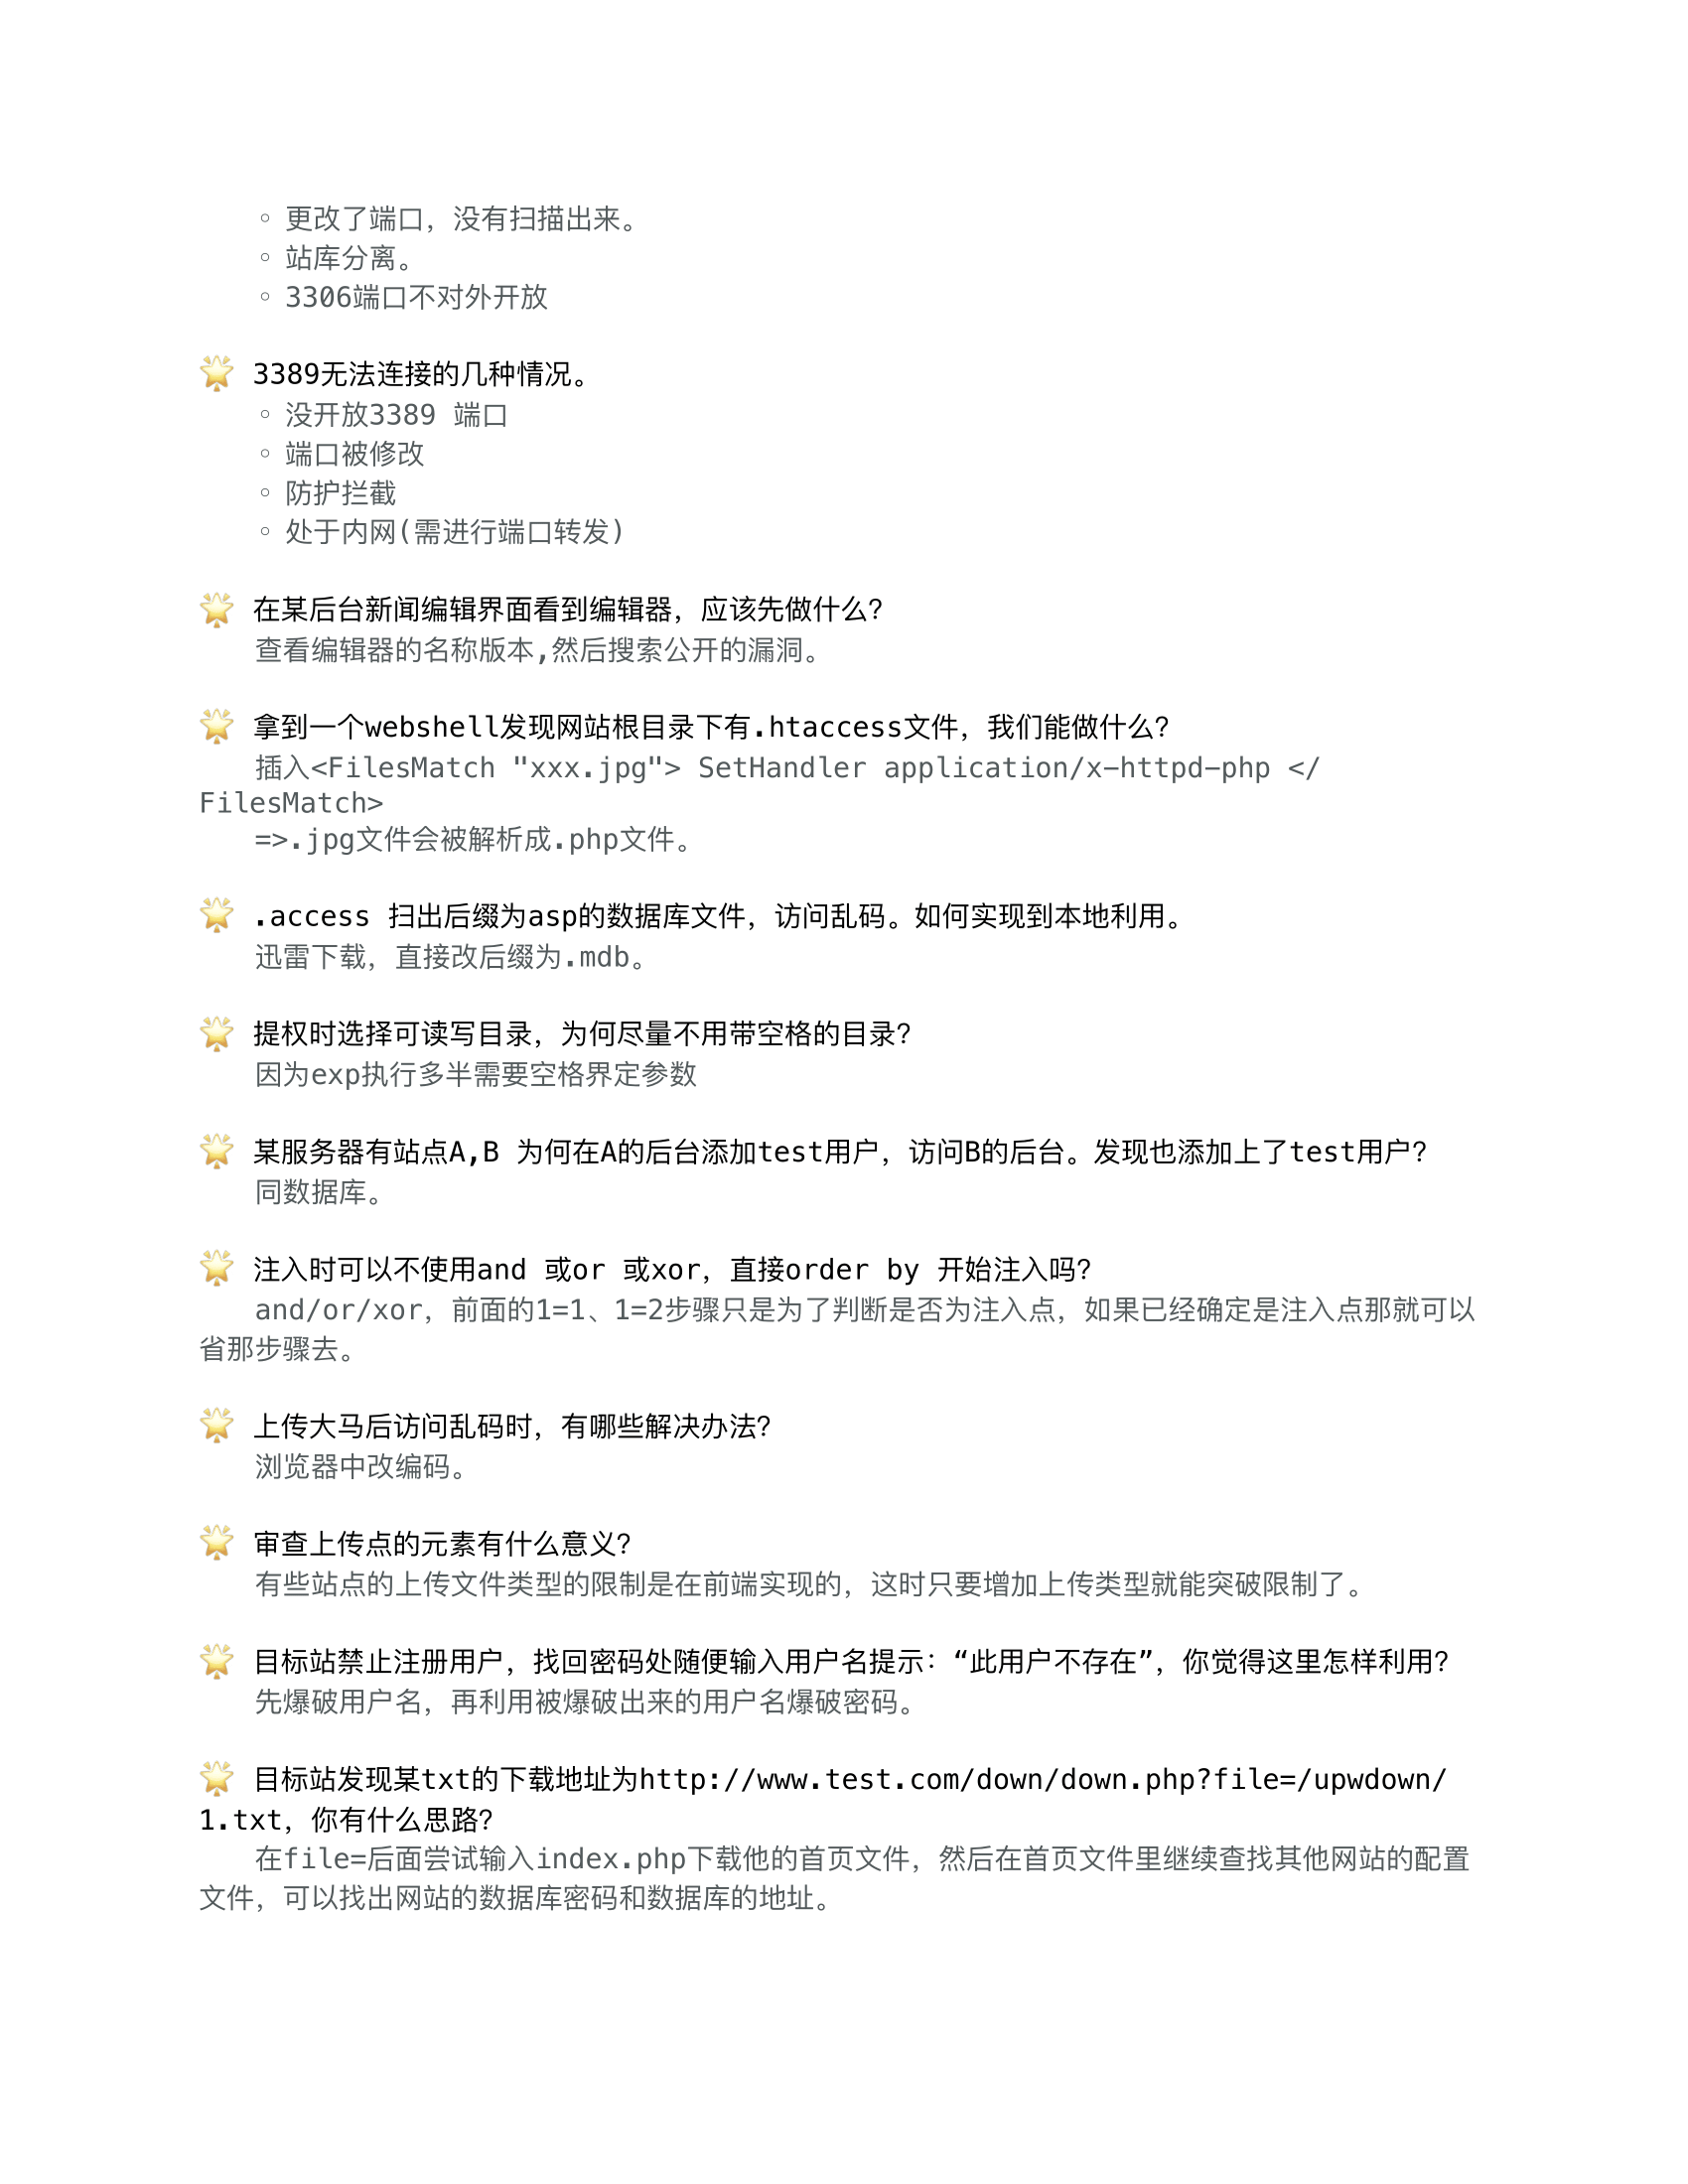 ◦ 更改了端口，没有扫描出来。
◦ 站库分离。
◦ 3306端口不对外开放
🌟 3389无法连接的几种情况。
◦ 没开放3389 端口
◦ 端口被修改
◦ 防护拦截
◦ 处于内网(需进行端口转发)
🌟 在某后台新闻编辑界面看到编辑器，应该先做什么？
查看编辑器的名称版本,然后搜索公开的漏洞。
🌟 拿到一个webshell发现网站根目录下有.htaccess文件，我们能做什么？
插入<FilesMatch "xxx.jpg"> SetHandler application/x-httpd-php </
FilesMatch>
=>.jpg文件会被解析成.php文件。
🌟 .access 扫出后缀为asp的数据库文件，访问乱码。如何实现到本地利用。
迅雷下载，直接改后缀为.mdb。
🌟 提权时选择可读写目录，为何尽量不用带空格的目录？
因为exp执行多半需要空格界定参数
🌟 某服务器有站点A,B 为何在A的后台添加test用户，访问B的后台。发现也添加上了test用户？
同数据库。
🌟 注入时可以不使用and 或or 或xor，直接order by 开始注入吗？
and/or/xor，前面的1=1、1=2步骤只是为了判断是否为注入点，如果已经确定是注入点那就可以
省那步骤去。
🌟 上传大马后访问乱码时，有哪些解决办法？
浏览器中改编码。
🌟 审查上传点的元素有什么意义？
有些站点的上传文件类型的限制是在前端实现的，这时只要增加上传类型就能突破限制了。
🌟 目标站禁止注册用户，找回密码处随便输入用户名提示：“此用户不存在”，你觉得这里怎样利用？
先爆破用户名，再利用被爆破出来的用户名爆破密码。
🌟 目标站发现某txt的下载地址为http://www.test.com/down/down.php?file=/upwdown/
1.txt，你有什么思路？
在file=后面尝试输入index.php下载他的首页文件，然后在首页文件里继续查找其他网站的配置
文件，可以找出网站的数据库密码和数据库的地址。